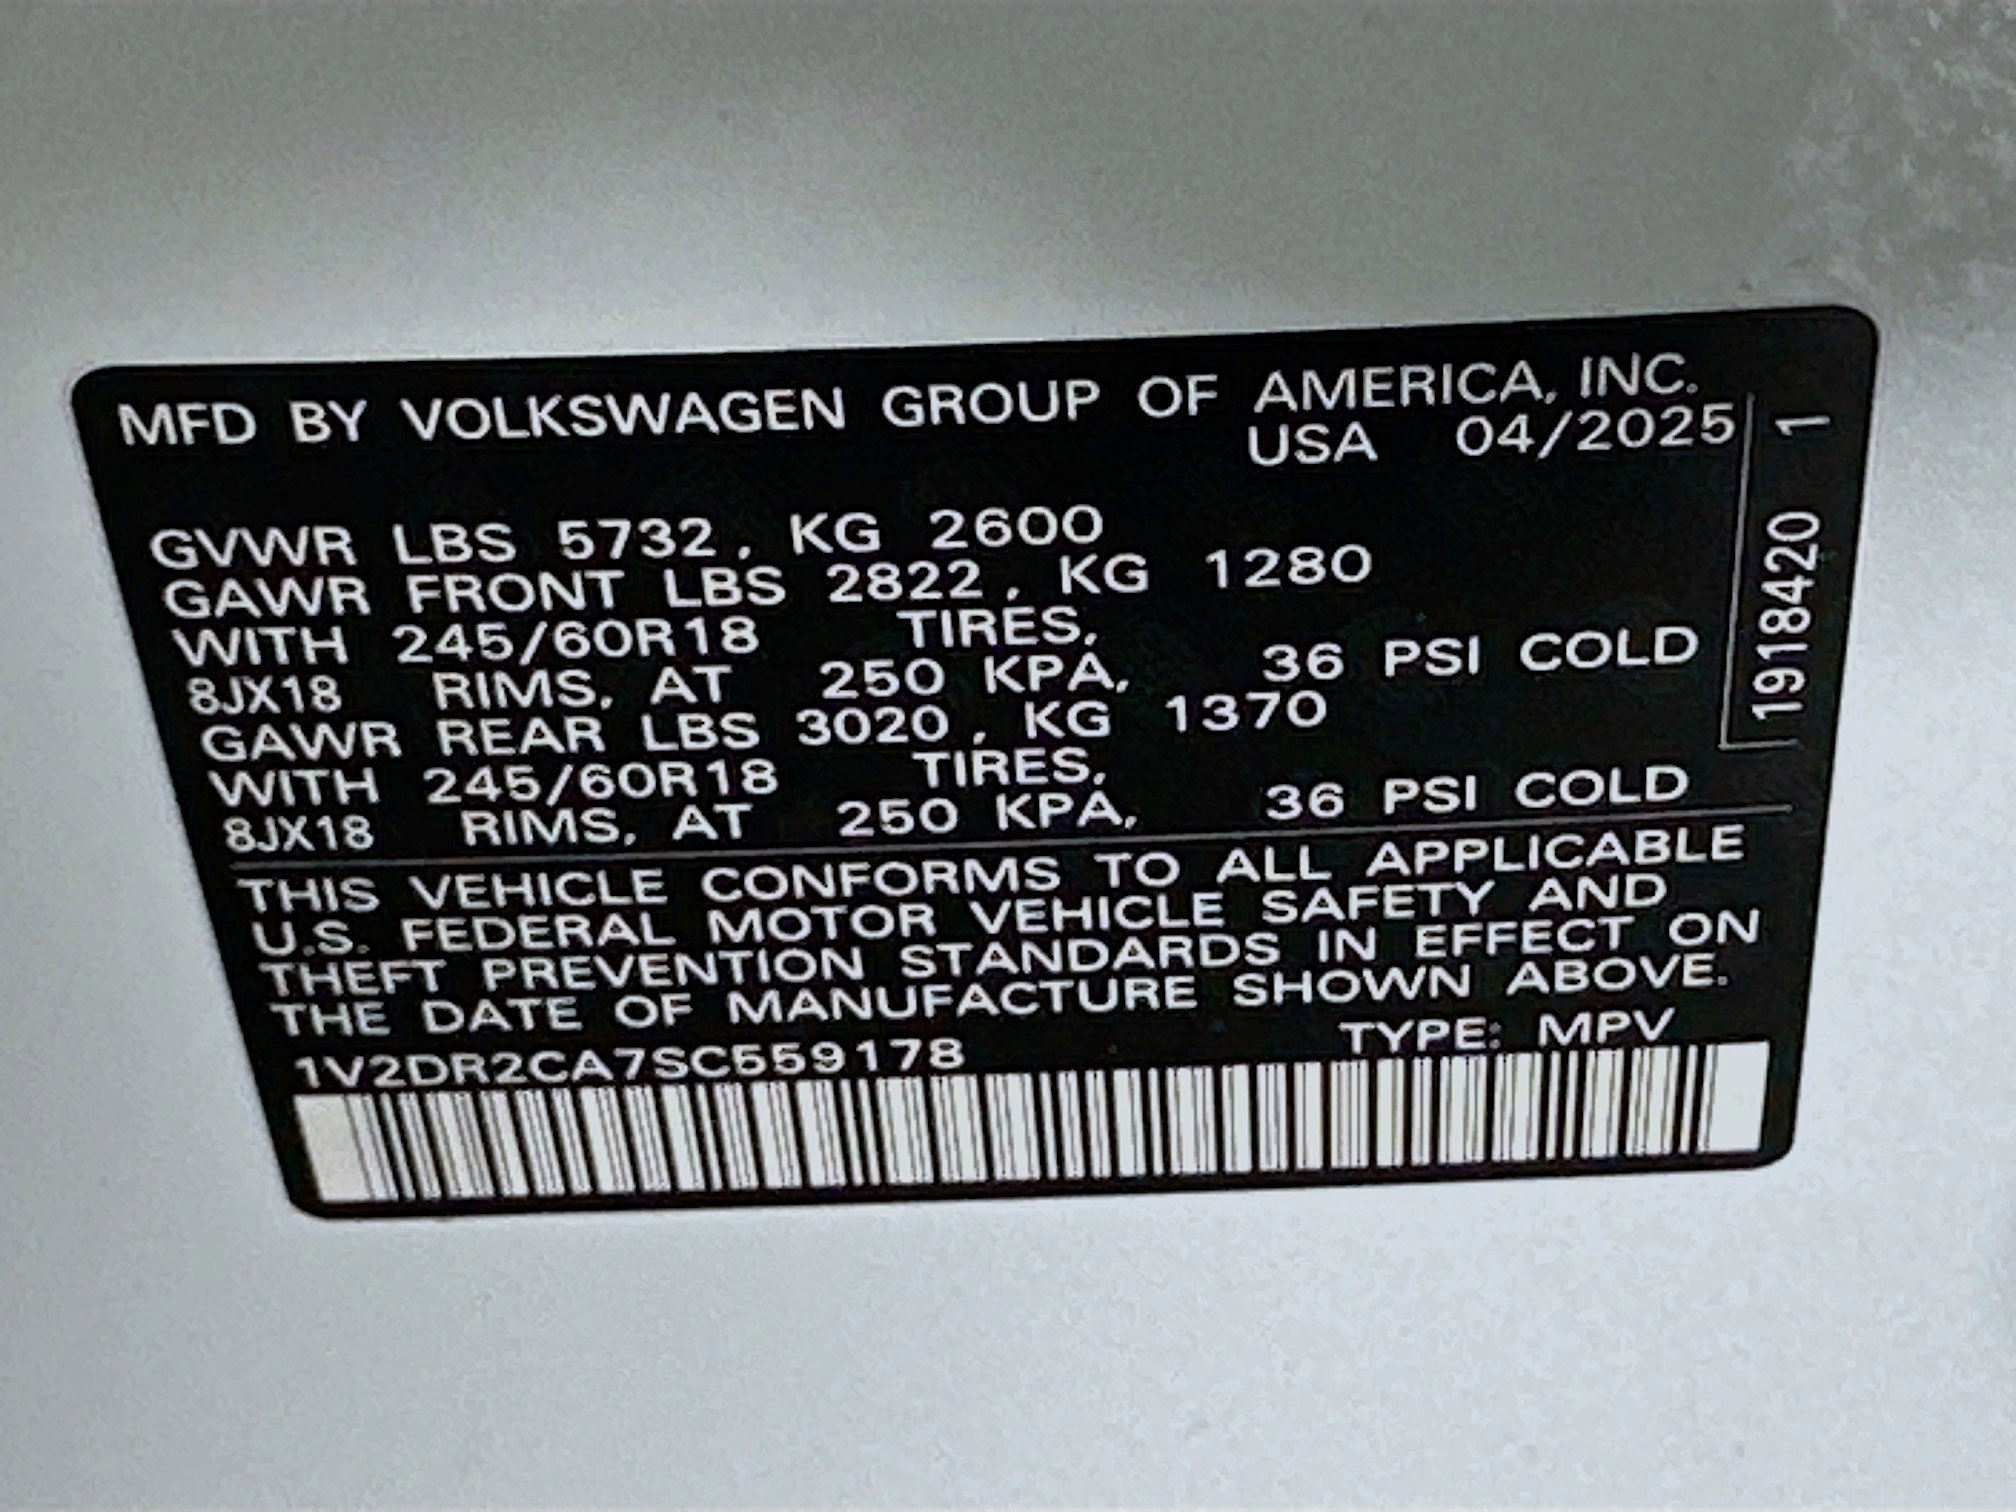 MFD BY VOLKSWAGEN GROUP OF AMERICA, INC.
USA 04/2025
GVWR LBS 5732, KG 2600
GAWR FRONT LBS 2822, KG 1280
WITH 245/60R18 TIRES,
8JX18 RIMS, AT 250 KPA, 36 PSI COLD
GAWR REAR LBS 3020, KG 1370
WITH 245/60R18 TIRES,
8JX18 RIMS, AT 250 KPA, 36 PSI COLD
THIS VEHICLE CONFORMS TO ALL APPLICABLE
U.S. FEDERAL MOTOR VEHICLE SAFETY AND
THEFT PREVENTION STANDARDS IN EFFECT ON
THE DATE OF MANUFACTURE SHOWN ABOVE.
TYPE: MPV
1V2DR2CA7SC559178
1918420 1